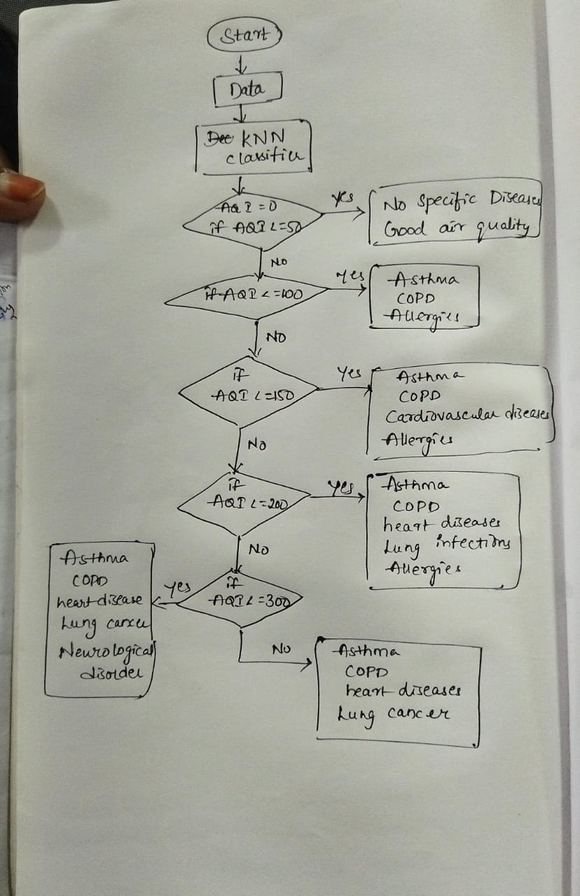 Start
Data
KNN
classifier
AQI=0
if AQI<=50
Yes
No Specific Diseases
Good air quality
NO
if AQI<=100
Yes
Asthma
COPD
Allergies
NO
if
AQI<=150
Yes
Asthma
COPD
Cardiovascular diseases
Allergies
NO
if
AQI<=200
Yes
Asthma
COPD
heart diseases
Lung infections
Allergies
NO
if
AQI<=300
Yes
Asthma
COPD
heart disease
Lung cancer
Neurological
disorder
NO
Asthma
COPD
heart diseases
Lung cancer